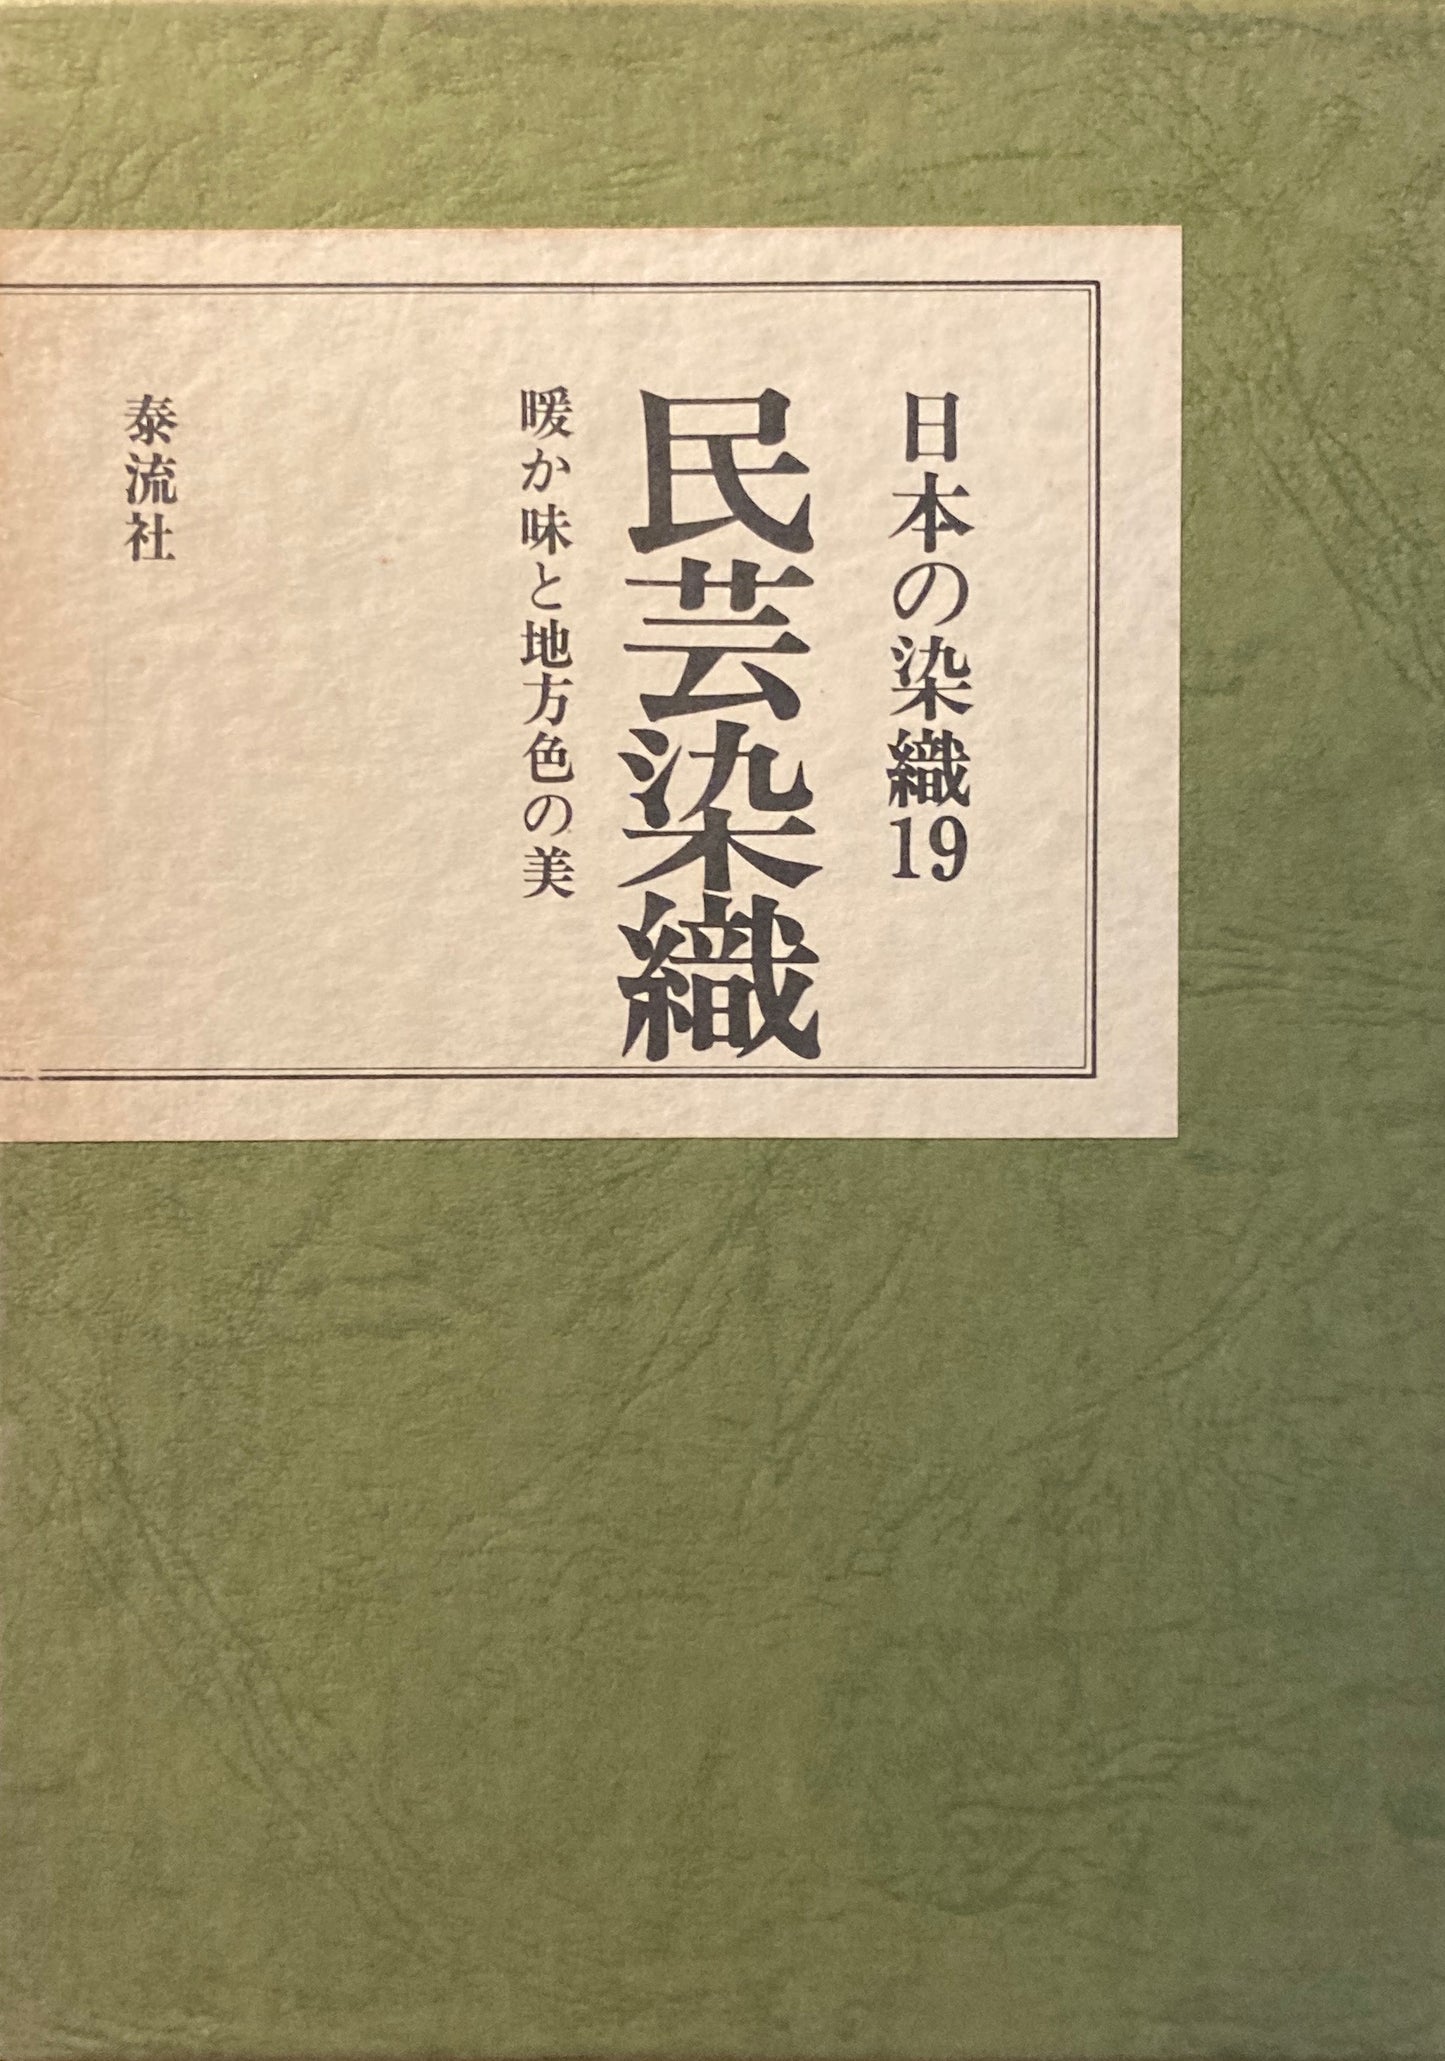 日本の染織19
民芸染織
暖か味と地方色の美
泰流社